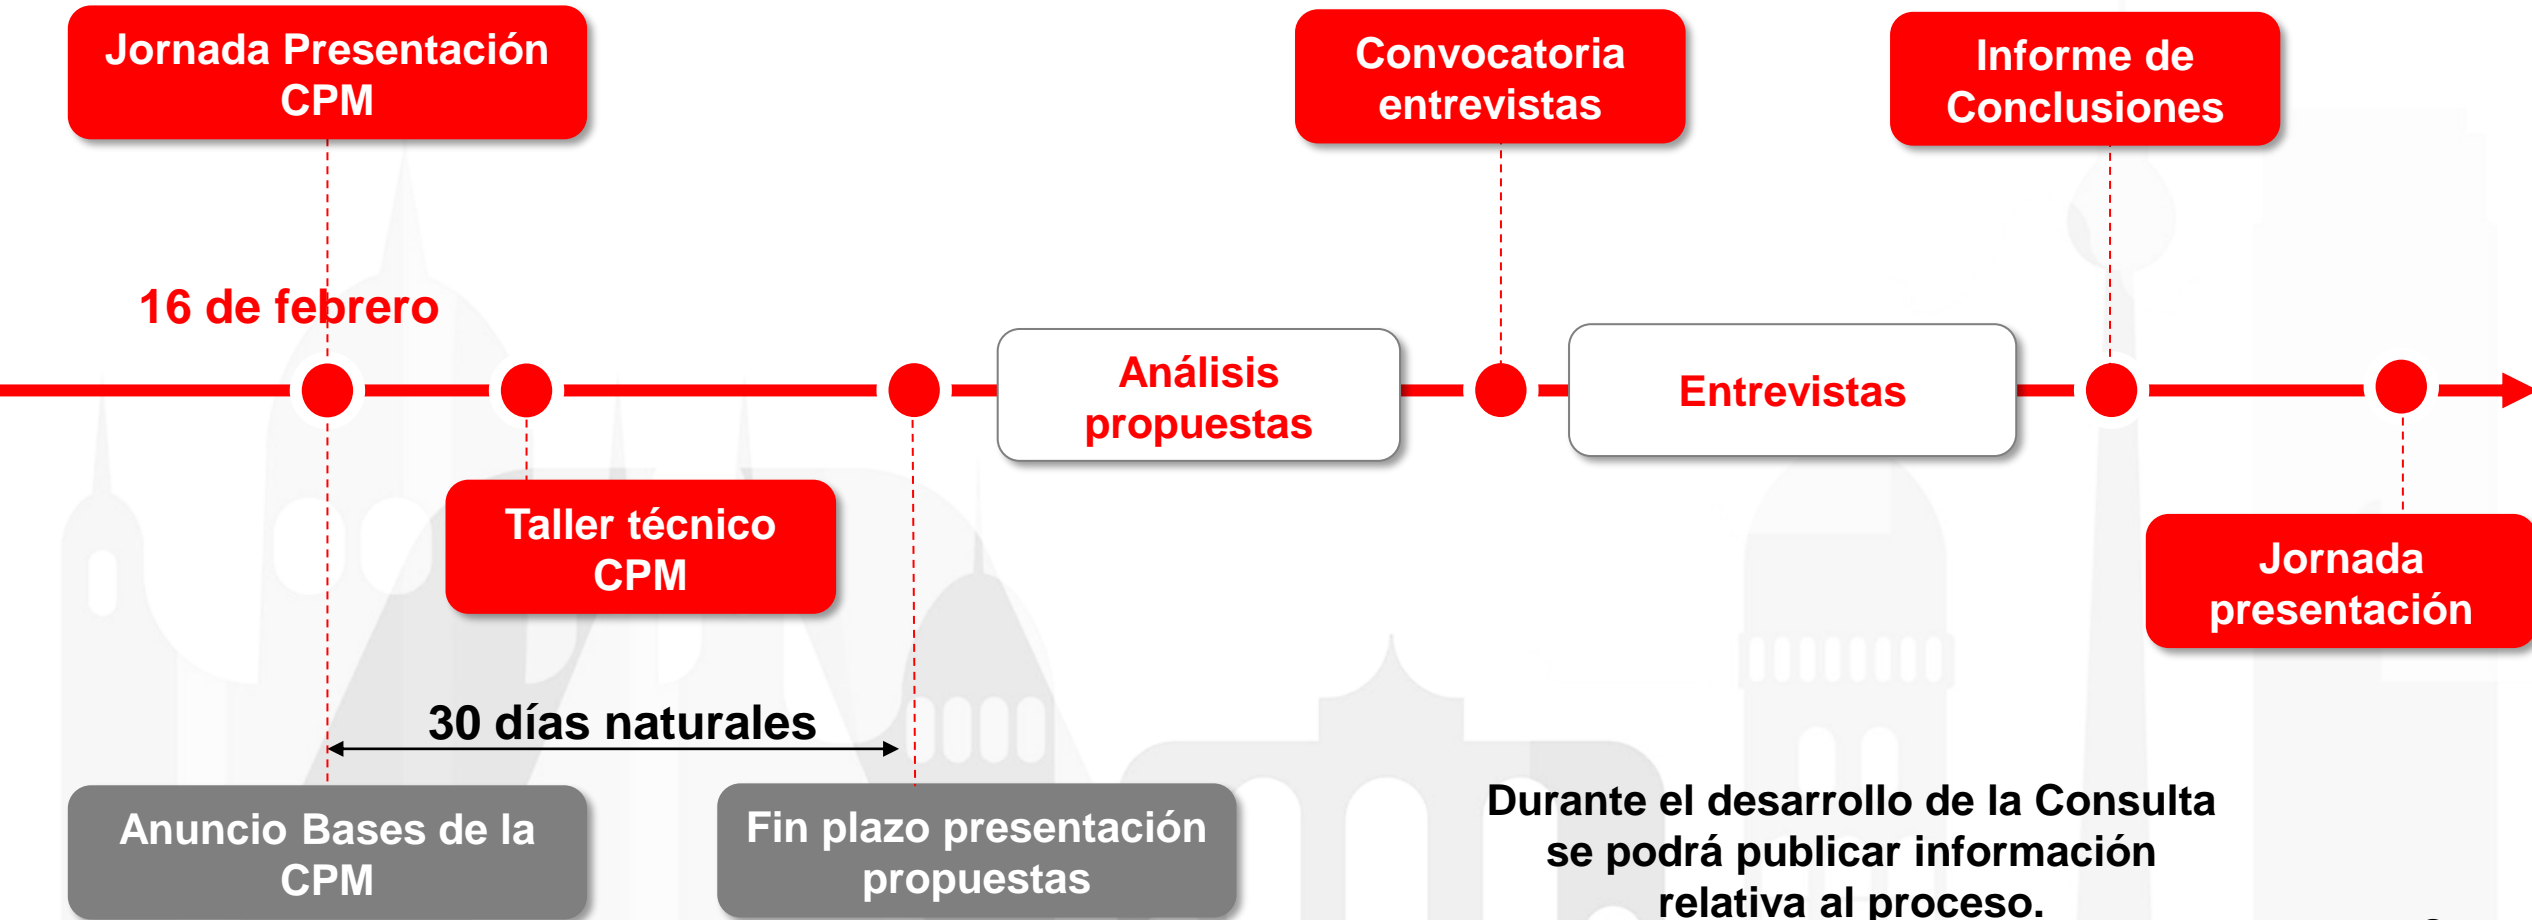 Jornada Presentación
CPM
Convocatoria
entrevistas
Informe de
Conclusiones
16 de febrero
Análisis
propuestas
Entrevistas
Taller técnico
CPM
Jornada
presentación
30 días naturales
Anuncio Bases de la
CPM
Fin plazo presentación
propuestas
Durante el desarrollo de la Consulta
se podrá publicar información
relativa al proceso.